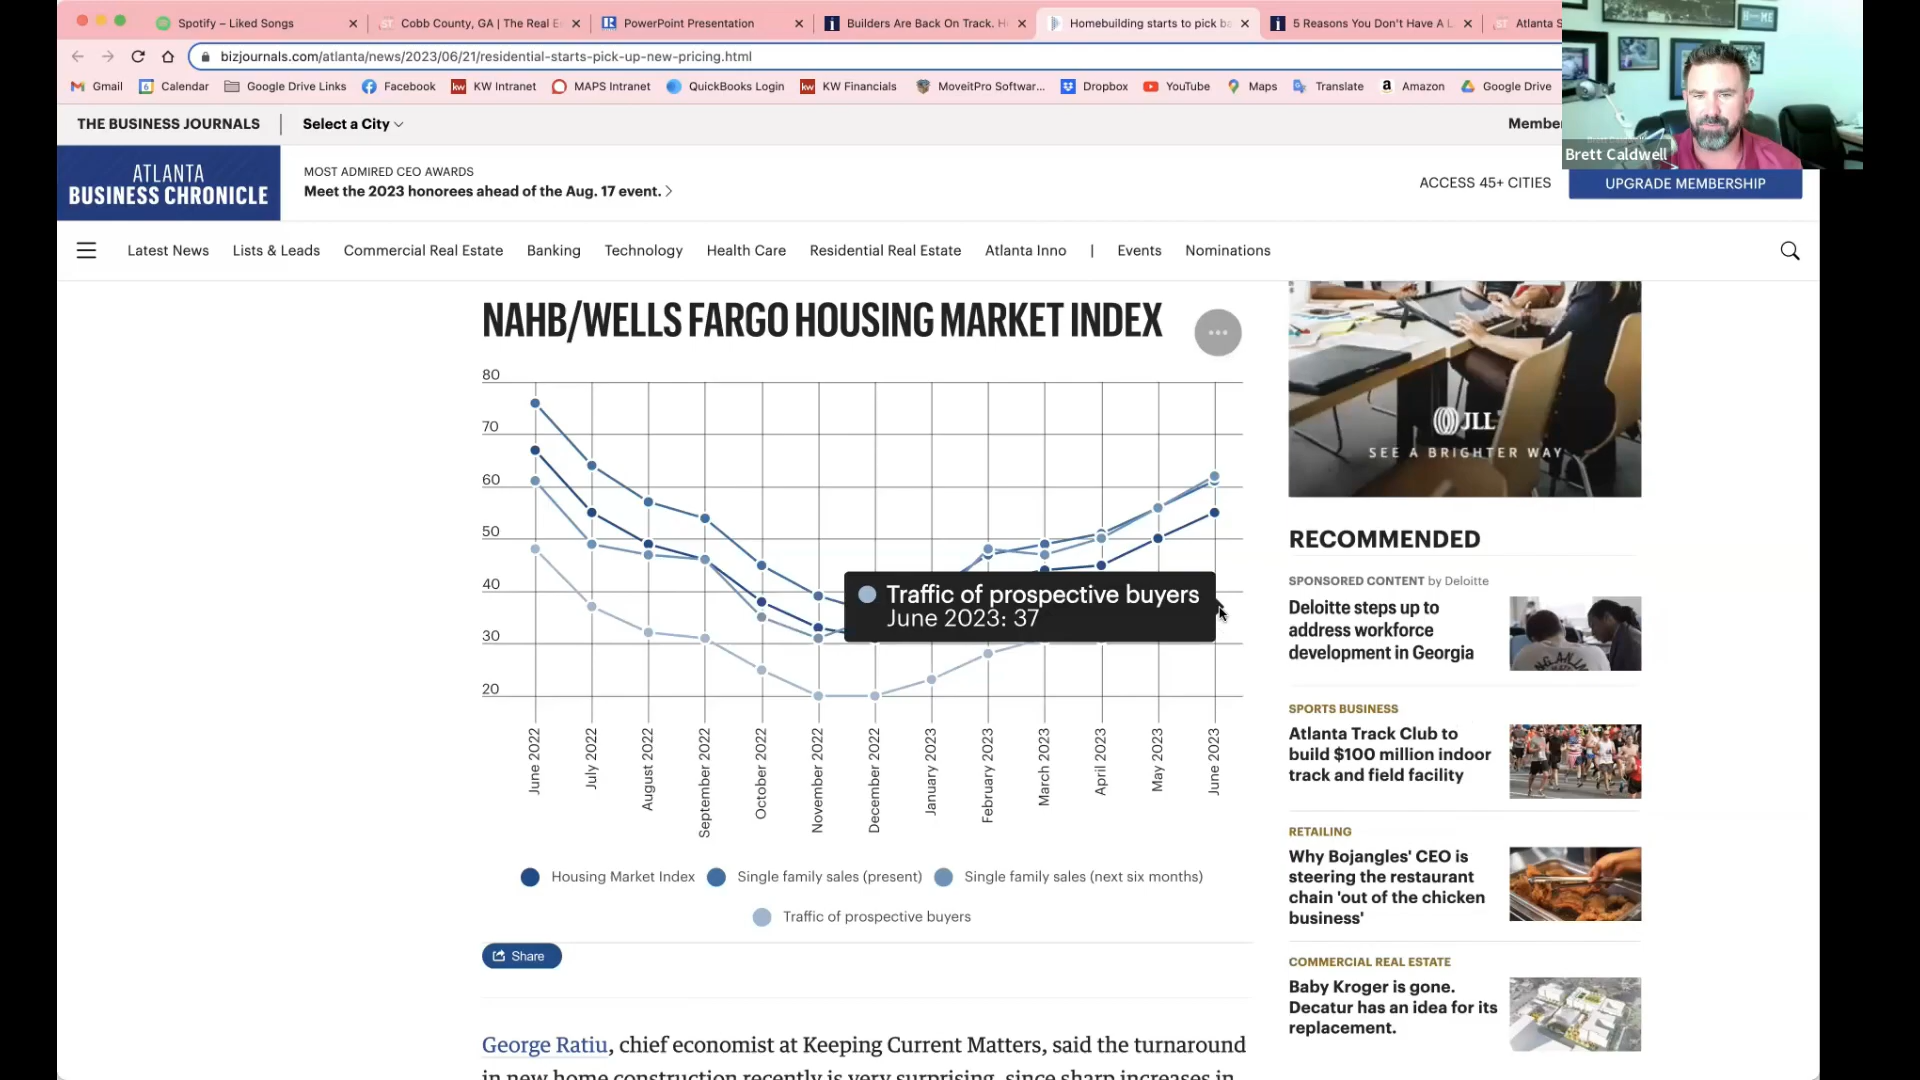 Spotify – Liked Songs
Cobb County, GA | The Real E
PowerPoint Presentation
Builders Are Back On Track. H
Homebuilding starts to pick b
5 Reasons You Don't Have A L
Atlanta S
bizjournals.com/atlanta/news/2023/06/21/residential-starts-pick-up-new-pricing.html
Gmail
Calendar
Google Drive Links
Facebook
KW Intranet
MAPS Intranet
QuickBooks Login
KW Financials
MoveitPro Softwar...
Dropbox
YouTube
Maps
Translate
Amazon
Google Drive
Brett Caldwell
THE BUSINESS JOURNALS
Select a City
Membe
ATLANTA
BUSINESS CHRONICLE
MOST ADMIRED CEO AWARDS
Meet the 2023 honorees ahead of the Aug. 17 event. >
ACCESS 45+ CITIES
UPGRADE MEMBERSHIP
Latest News
Lists & Leads
Commercial Real Estate
Banking
Technology
Health Care
Residential Real Estate
Atlanta Inno
|
Events
Nominations
NAHB/WELLS FARGO HOUSING MARKET INDEX
80
70
60
50
40
30
20
Traffic of prospective buyers
June 2023: 37
June 2022
July 2022
August 2022
September 2022
October 2022
November 2022
December 2022
January 2023
February 2023
March 2023
April 2023
May 2023
June 2023
Housing Market Index
Single family sales (present)
Single family sales (next six months)
Traffic of prospective buyers
Share
George Ratiu, chief economist at Keeping Current Matters, said the turnaround
in new home construction recently is very surprising, since sharp increases in
JLL
SEE A BRIGHTER WAY
RECOMMENDED
SPONSORED CONTENT by Deloitte
Deloitte steps up to
address workforce
development in Georgia
SPORTS BUSINESS
Atlanta Track Club to
build $100 million indoor
track and field facility
RETAILING
Why Bojangles' CEO is
steering the restaurant
chain 'out of the chicken
business'
COMMERCIAL REAL ESTATE
Baby Kroger is gone.
Decatur has an idea for its
replacement.